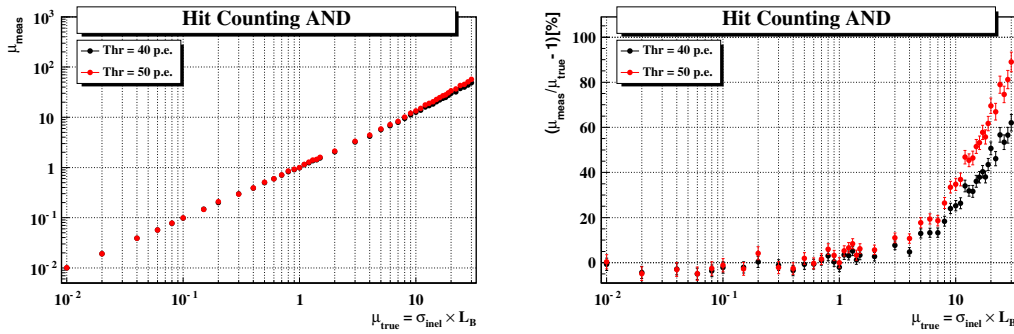 Hit Counting AND
μmeas
Thr = 40 p.e.
Thr = 50 p.e.
10³
10²
10
1
10⁻¹
10⁻²
10⁻² 10⁻¹ 1 10
μtrue = σinel × LB
Hit Counting AND
(μmeas/μtrue - 1)[%]
Thr = 40 p.e.
Thr = 50 p.e.
100
80
60
40
20
0
10⁻² 10⁻¹ 1 10
μtrue = σinel × LB